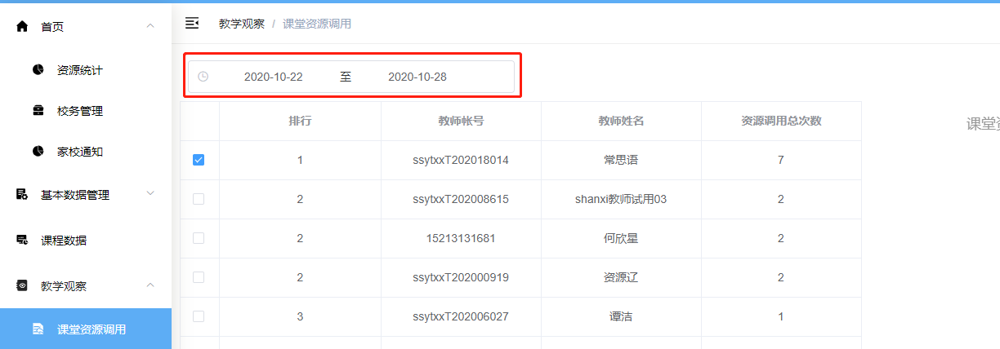 首页
资源统计
校务管理
家校通知
基本数据管理
课程数据
教学观察
课堂资源调用
教学观察 / 课堂资源调用
2020-10-22 至 2020-10-28
排行 教师帐号 教师姓名 资源调用总次数
1 ssytxxT202018014 常思语 7
2 ssytxxT202008615 shanxi教师试用03 2
2 15213131681 何欣星 2
2 ssytxxT202000919 资源辽 2
3 ssytxxT202006027 谭洁 1
课堂